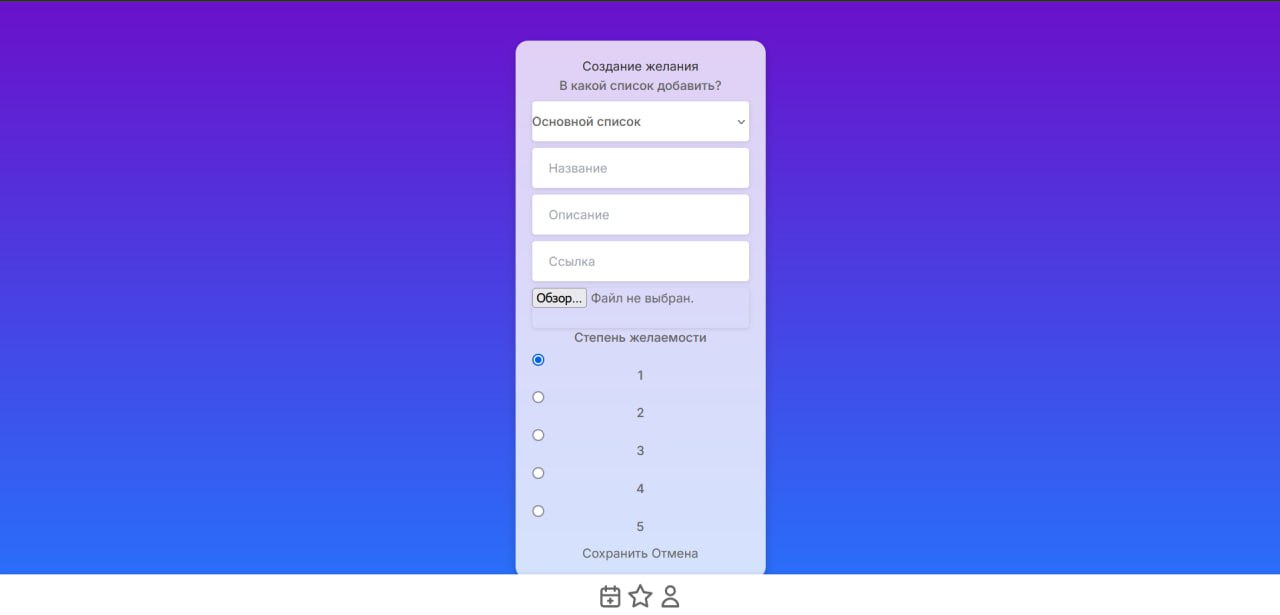 Создание желания
В какой список добавить?
Основной список
Название
Описание
Ссылка
Обзор... Файл не выбран.
Степень желаемости
1
2
3
4
5
Сохранить Отмена